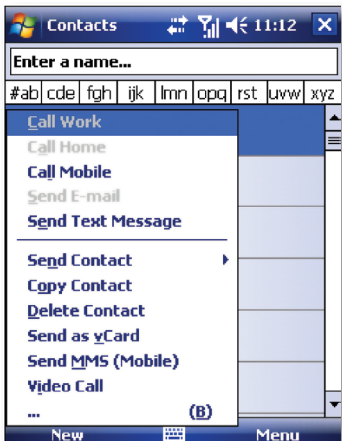 Contacts 11:12
Enter a name...
#ab cde fgh ijk lmn opq rst uvw xyz
Call Work
Call Home
Call Mobile
Send E-mail
Send Text Message
Send Contact
Copy Contact
Delete Contact
Send as vCard
Send MMS (Mobile)
Video Call
... (B)
New Menu